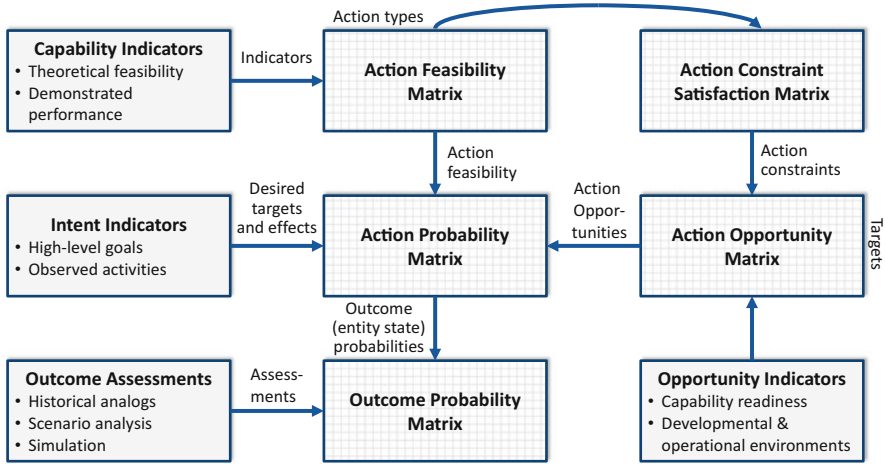 Action types
Capability Indicators
• Theoretical feasibility
• Demonstrated
performance
Indicators
Action Feasibility
Matrix
Action Constraint
Satisfaction Matrix
Action
feasibility
Action
constraints
Intent Indicators
• High-level goals
• Observed activities
Desired
targets
and effects
Action Probability
Matrix
Action
Oppor-
tunities
Action Opportunity
Matrix
Targets
Outcome
(entity state)
probabilities
Outcome Assessments
• Historical analogs
• Scenario analysis
• Simulation
Assess-
ments
Outcome Probability
Matrix
Opportunity Indicators
• Capability readiness
• Developmental &
operational environments